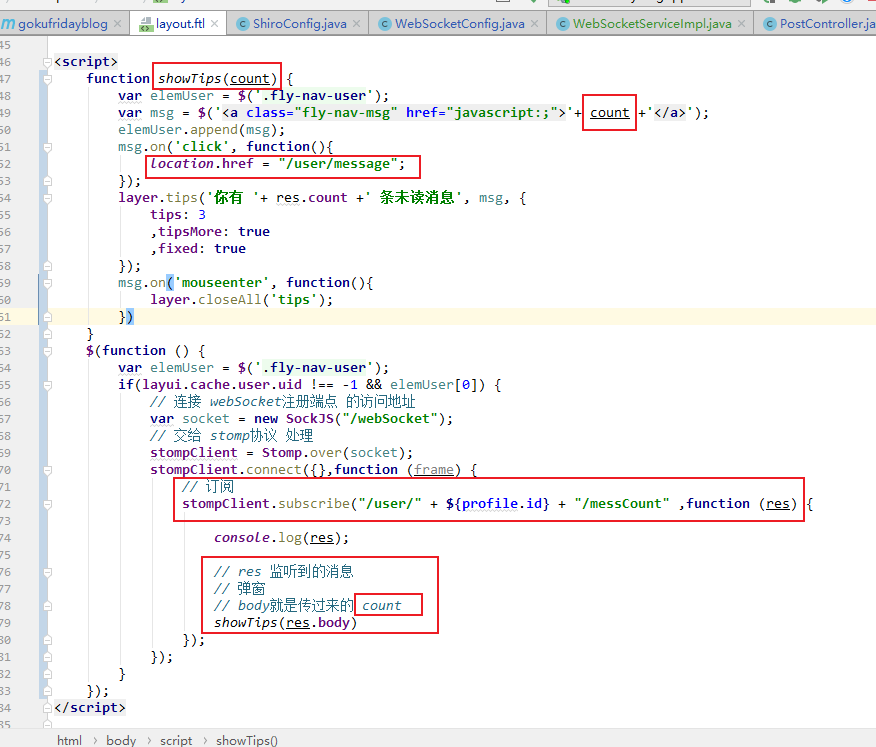 gokufridayblog × layout.ftl × ShiroConfig.java × WebSocketConfig.java × WebSocketServiceImpl.java × PostController.ja
45
46 <script>
47 function showTips(count) {
48 var elemUser = $('.fly-nav-user');
49 var msg = $('<a class="fly-nav-msg" href="javascript:;">'+ count +'</a>');
50 elemUser.append(msg);
51 msg.on('click', function(){
52 location.href = "/user/message";
53 });
54 layer.tips('你有 '+ res.count +' 条未读消息', msg, {
55 tips: 3
56 ,tipsMore: true
57 ,fixed: true
58 });
59 msg.on('mouseenter', function(){
60 layer.closeAll('tips');
61 })
62 }
63 $(function () {
64 var elemUser = $('.fly-nav-user');
65 if(layui.cache.user.uid !== -1 && elemUser[0]) {
66 // 连接 webSocket注册端点 的访问地址
67 var socket = new SockJS("/webSocket");
68 // 交给 stomp协议 处理
69 stompClient = Stomp.over(socket);
70 stompClient.connect({},function (frame) {
71 // 订阅
72 stompClient.subscribe("/user/" + ${profile.id} + "/messCount" ,function (res) {
73
74 console.log(res);
75
76 // res 监听到的消息
77 // 弹窗
78 // body就是传过来的 count
79 showTips(res.body)
80 });
81 });
82 }
83 });
84 </script>
85
html › body › script › showTips()